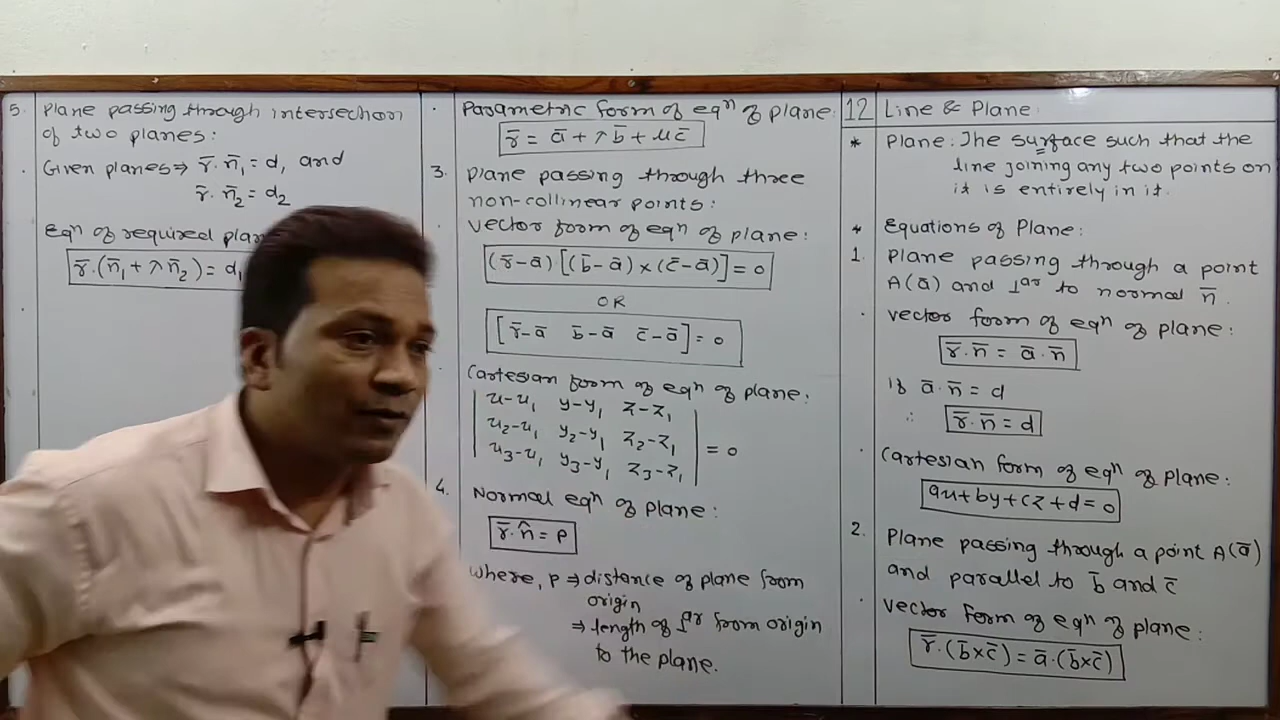 12 Line & Plane:
* Plane: The surface such that the
line joining any two points on
it is entirely in it.
* Equations of Plane:
1. Plane passing through a point
A(a̅) and ⊥ᵃʳ to normal n̅.
· Vector form of eqⁿ of plane:
r̅.n̅ = a̅.n̅
if a̅.n̅ = d
∴ r̅.n̅ = d
· Cartesian form of eqⁿ of plane:
ax+by+cz+d=0
2. Plane passing through a point A(a̅)
and parallel to b̅ and c̅
· Vector form of eqⁿ of plane:
r̅.(b̅×c̅) = a̅.(b̅×c̅)
· Parametric form of eqⁿ of plane:
r̅ = a̅ + λb̅ + μc̅
3. Plane passing through three
non-collinear points:
· Vector form of eqⁿ of plane:
(r̅-a̅).[(b̅-a̅)×(c̅-a̅)] = 0
OR
[r̅-a̅ b̅-a̅ c̅-a̅] = 0
Cartesian form of eqⁿ of plane:
| x-x₁ y-y₁ z-z₁ |
| x₂-x₁ y₂-y₁ z₂-z₁ | = 0
| x₃-x₁ y₃-y₁ z₃-z₁ |
4. Normal eqⁿ of plane:
r̅.n̂ = p
where, p ⇒ distance of plane from
origin
⇒ length of ⊥ᵃʳ from origin
to the plane.
5. Plane passing through intersection
of two planes:
· Given planes ⇒ r̅.n̅₁ = d₁ and
r̅.n̅₂ = d₂
· Eqⁿ of required
r̅.(n̅₁ + λn̅₂) = d₁